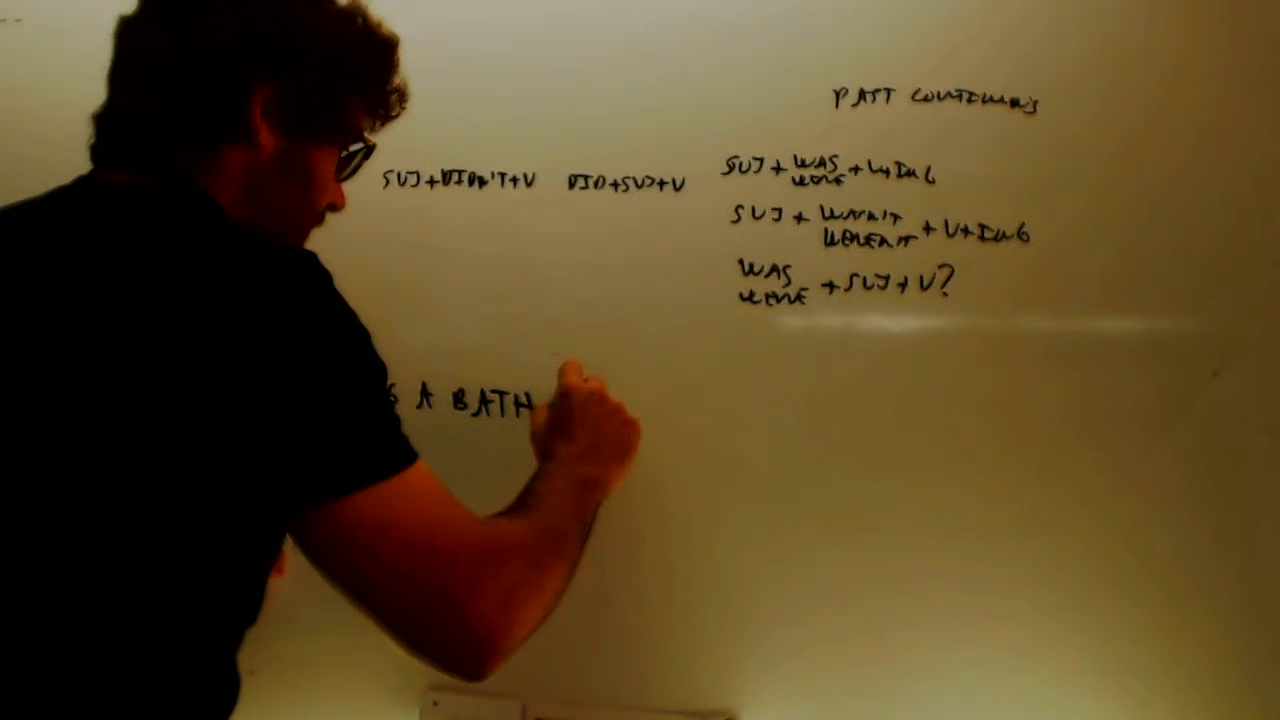 PAST CONTINUOUS
SUJ + DIDN'T + V DID + SUJ + V
SUJ + WAS + V + ING
WERE
SUJ + WASN'T
WEREN'T + V + ING
WAS + SUJ + V?
WERE
G A BATH